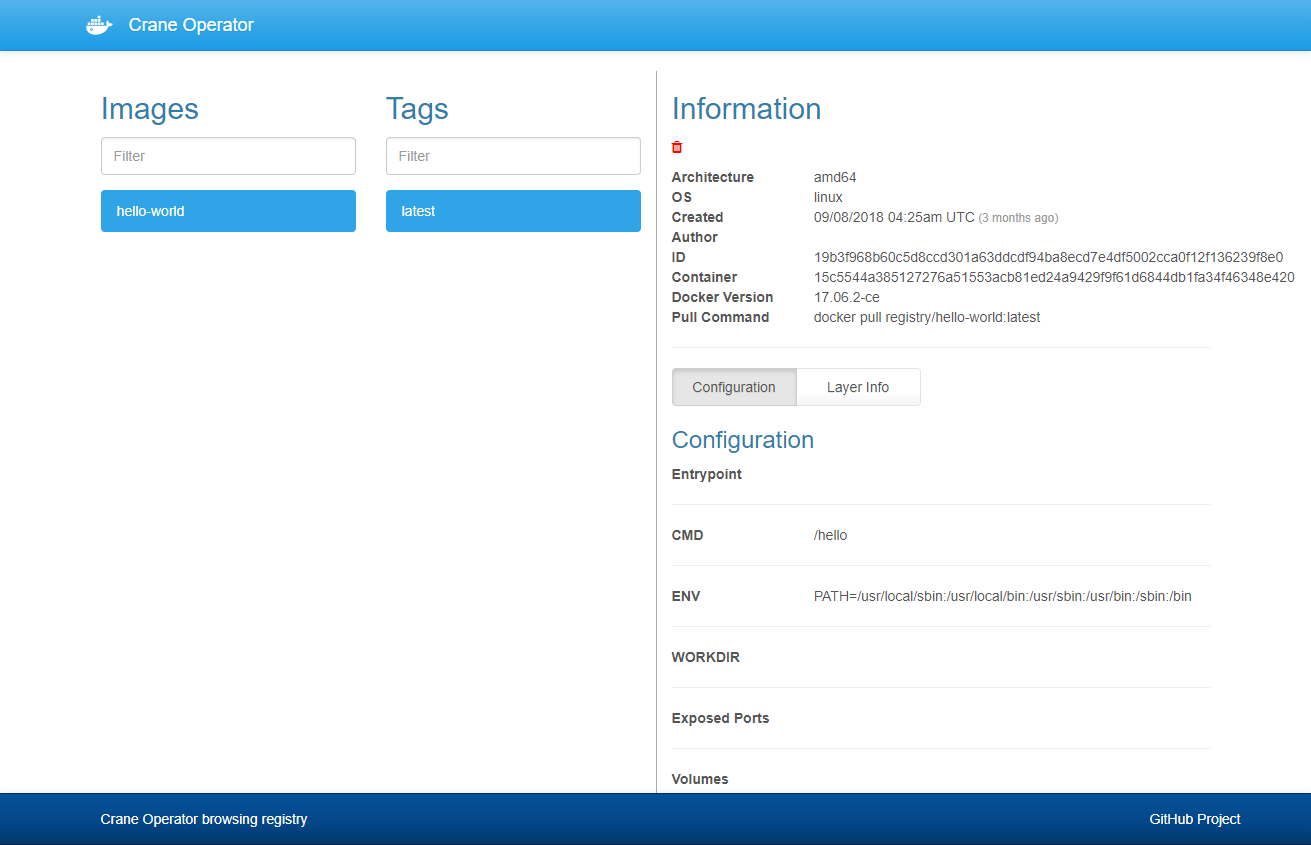 Crane Operator
Images
Filter
hello-world
Tags
Filter
latest
Information
Architecture amd64
OS linux
Created 09/08/2018 04:25am UTC (3 months ago)
Author
ID 19b3f968b60c5d8ccd301a63ddcdf94ba8ecd7e4df5002cca0f12f136239f8e0
Container 15c5544a385127276a51553acb81ed24a9429f9f61d6844db1fa34f46348e420
Docker Version 17.06.2-ce
Pull Command docker pull registry/hello-world:latest
Configuration Layer Info
Configuration
Entrypoint
CMD /hello
ENV PATH=/usr/local/sbin:/usr/local/bin:/usr/sbin:/usr/bin:/sbin:/bin
WORKDIR
Exposed Ports
Volumes
Crane Operator browsing registry GitHub Project